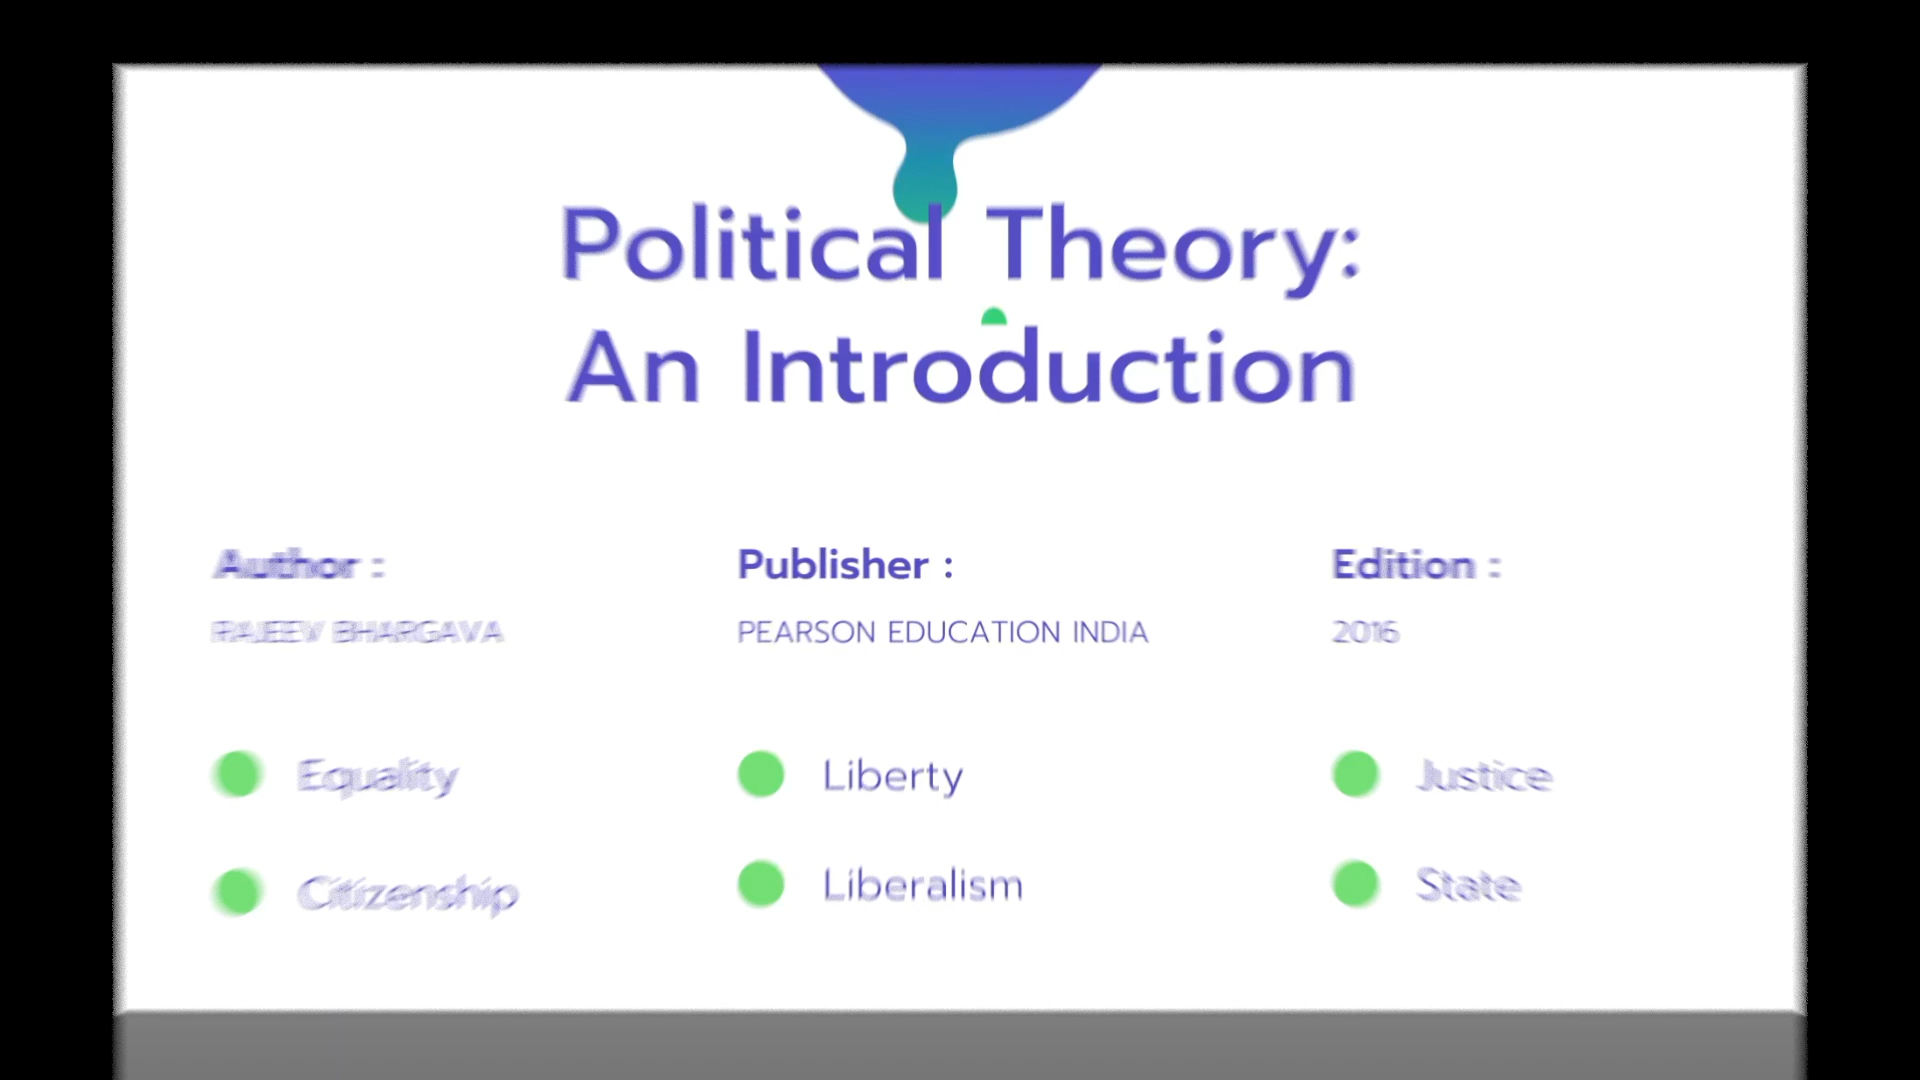 Political Theory:
An Introduction
Author :
RAJEEV BHARGAVA
Publisher :
PEARSON EDUCATION INDIA
Edition :
2016
Equality
Liberty
Justice
Citizenship
Liberalism
State